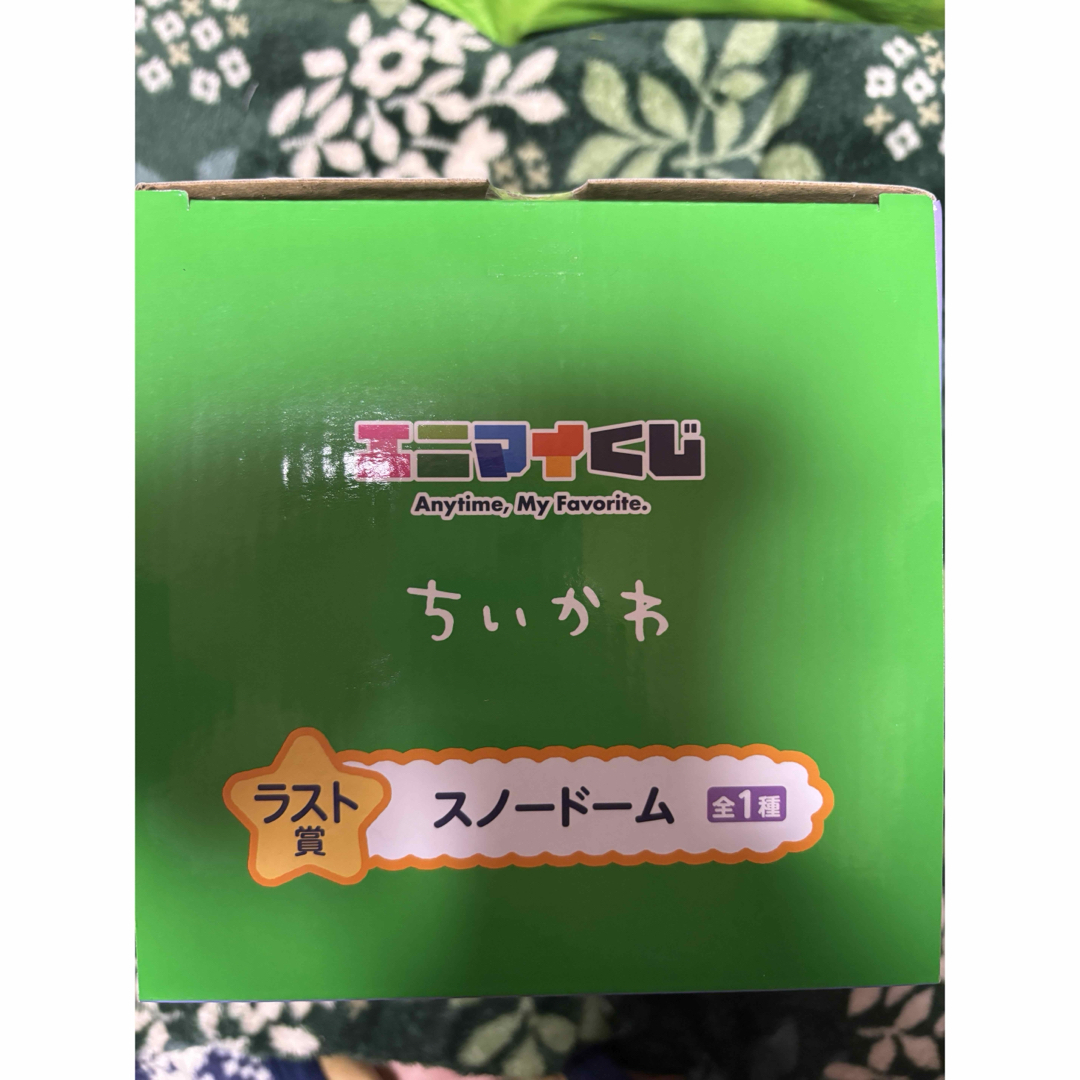 エニマイくじ
Anytime, My Favorite.
ちいかわ
ラスト賞
スノードーム 全1種